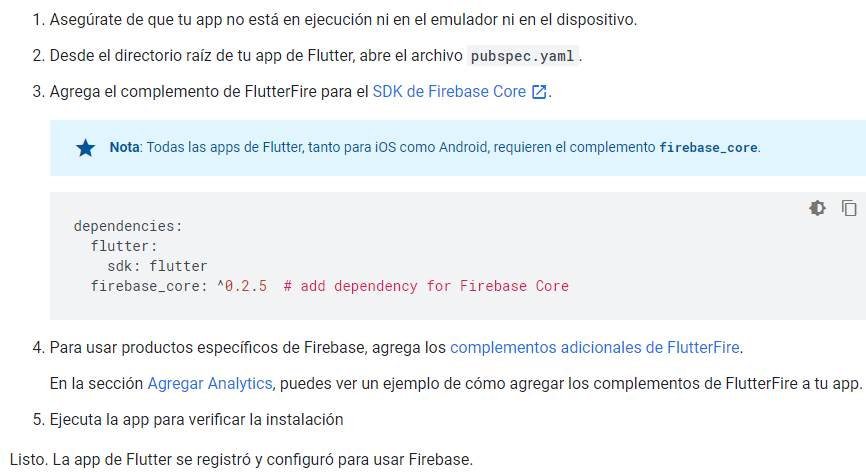 1. Asegúrate de que tu app no está en ejecución ni en el emulador ni en el dispositivo.
2. Desde el directorio raíz de tu app de Flutter, abre el archivo pubspec.yaml.
3. Agrega el complemento de FlutterFire para el SDK de Firebase Core.
Nota: Todas las apps de Flutter, tanto para iOS como Android, requieren el complemento firebase_core.
dependencies:
  flutter:
    sdk: flutter
  firebase_core: ^0.2.5  # add dependency for Firebase Core
4. Para usar productos específicos de Firebase, agrega los complementos adicionales de FlutterFire.
En la sección Agregar Analytics, puedes ver un ejemplo de cómo agregar los complementos de FlutterFire a tu app.
5. Ejecuta la app para verificar la instalación
Listo. La app de Flutter se registró y configuró para usar Firebase.